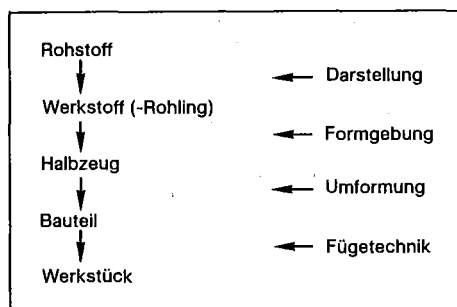 Rohstoff
Darstellung
Werkstoff (-Rohling)
Formgebung
Halbzeug
Umformung
Bauteil
Fügetechnik
Werkstück